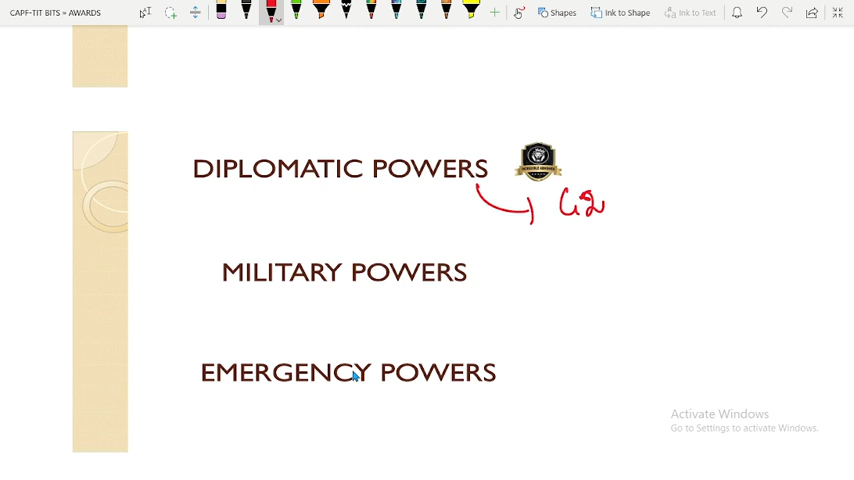 CAPF-TIT BITS » AWARDS
Shapes
Ink to Shape
Ink to Text
DIPLOMATIC POWERS
MILITARY POWERS
EMERGENCY POWERS
Activate Windows
Go to Settings to activate Windows.